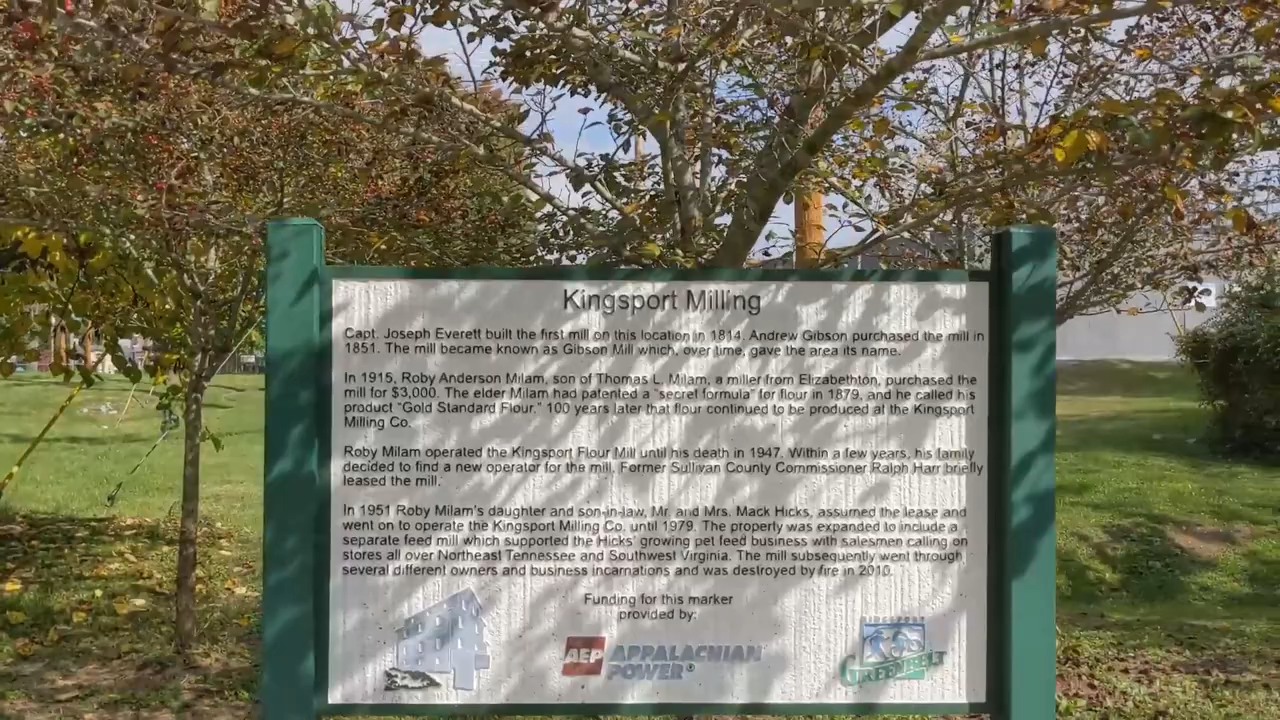 Kingsport Milling
Capt. Joseph Everett built the first mill on this location in 1814. Andrew Gibson purchased the mill in
1851. The mill became known as Gibson Mill which, over time, gave the area its name.
In 1915, Roby Anderson Milam, son of Thomas L. Milam, a miller from Elizabethton, purchased the
mill for $3,000. The elder Milam had patented a "secret formula" for flour in 1879, and he called his
product "Gold Standard Flour." 100 years later that flour continued to be produced at the Kingsport
Milling Co.
Roby Milam operated the Kingsport Flour Mill until his death in 1947. Within a few years, his family
decided to find a new operator for the mill. Former Sullivan County Commissioner Ralph Harr briefly
leased the mill.
In 1951 Roby Milam's daughter and son-in-law, Mr. and Mrs. Mack Hicks, assumed the lease and
went on to operate the Kingsport Milling Co. until 1979. The property was expanded to include a
separate feed mill which supported the Hicks' growing pet feed business with salesmen calling on
stores all over Northeast Tennessee and Southwest Virginia. The mill subsequently went through
several different owners and business incarnations and was destroyed by fire in 2010.
Funding for this marker
provided by:
AEP APPALACHIAN
POWER®
KINGSPORT
GREENBELT